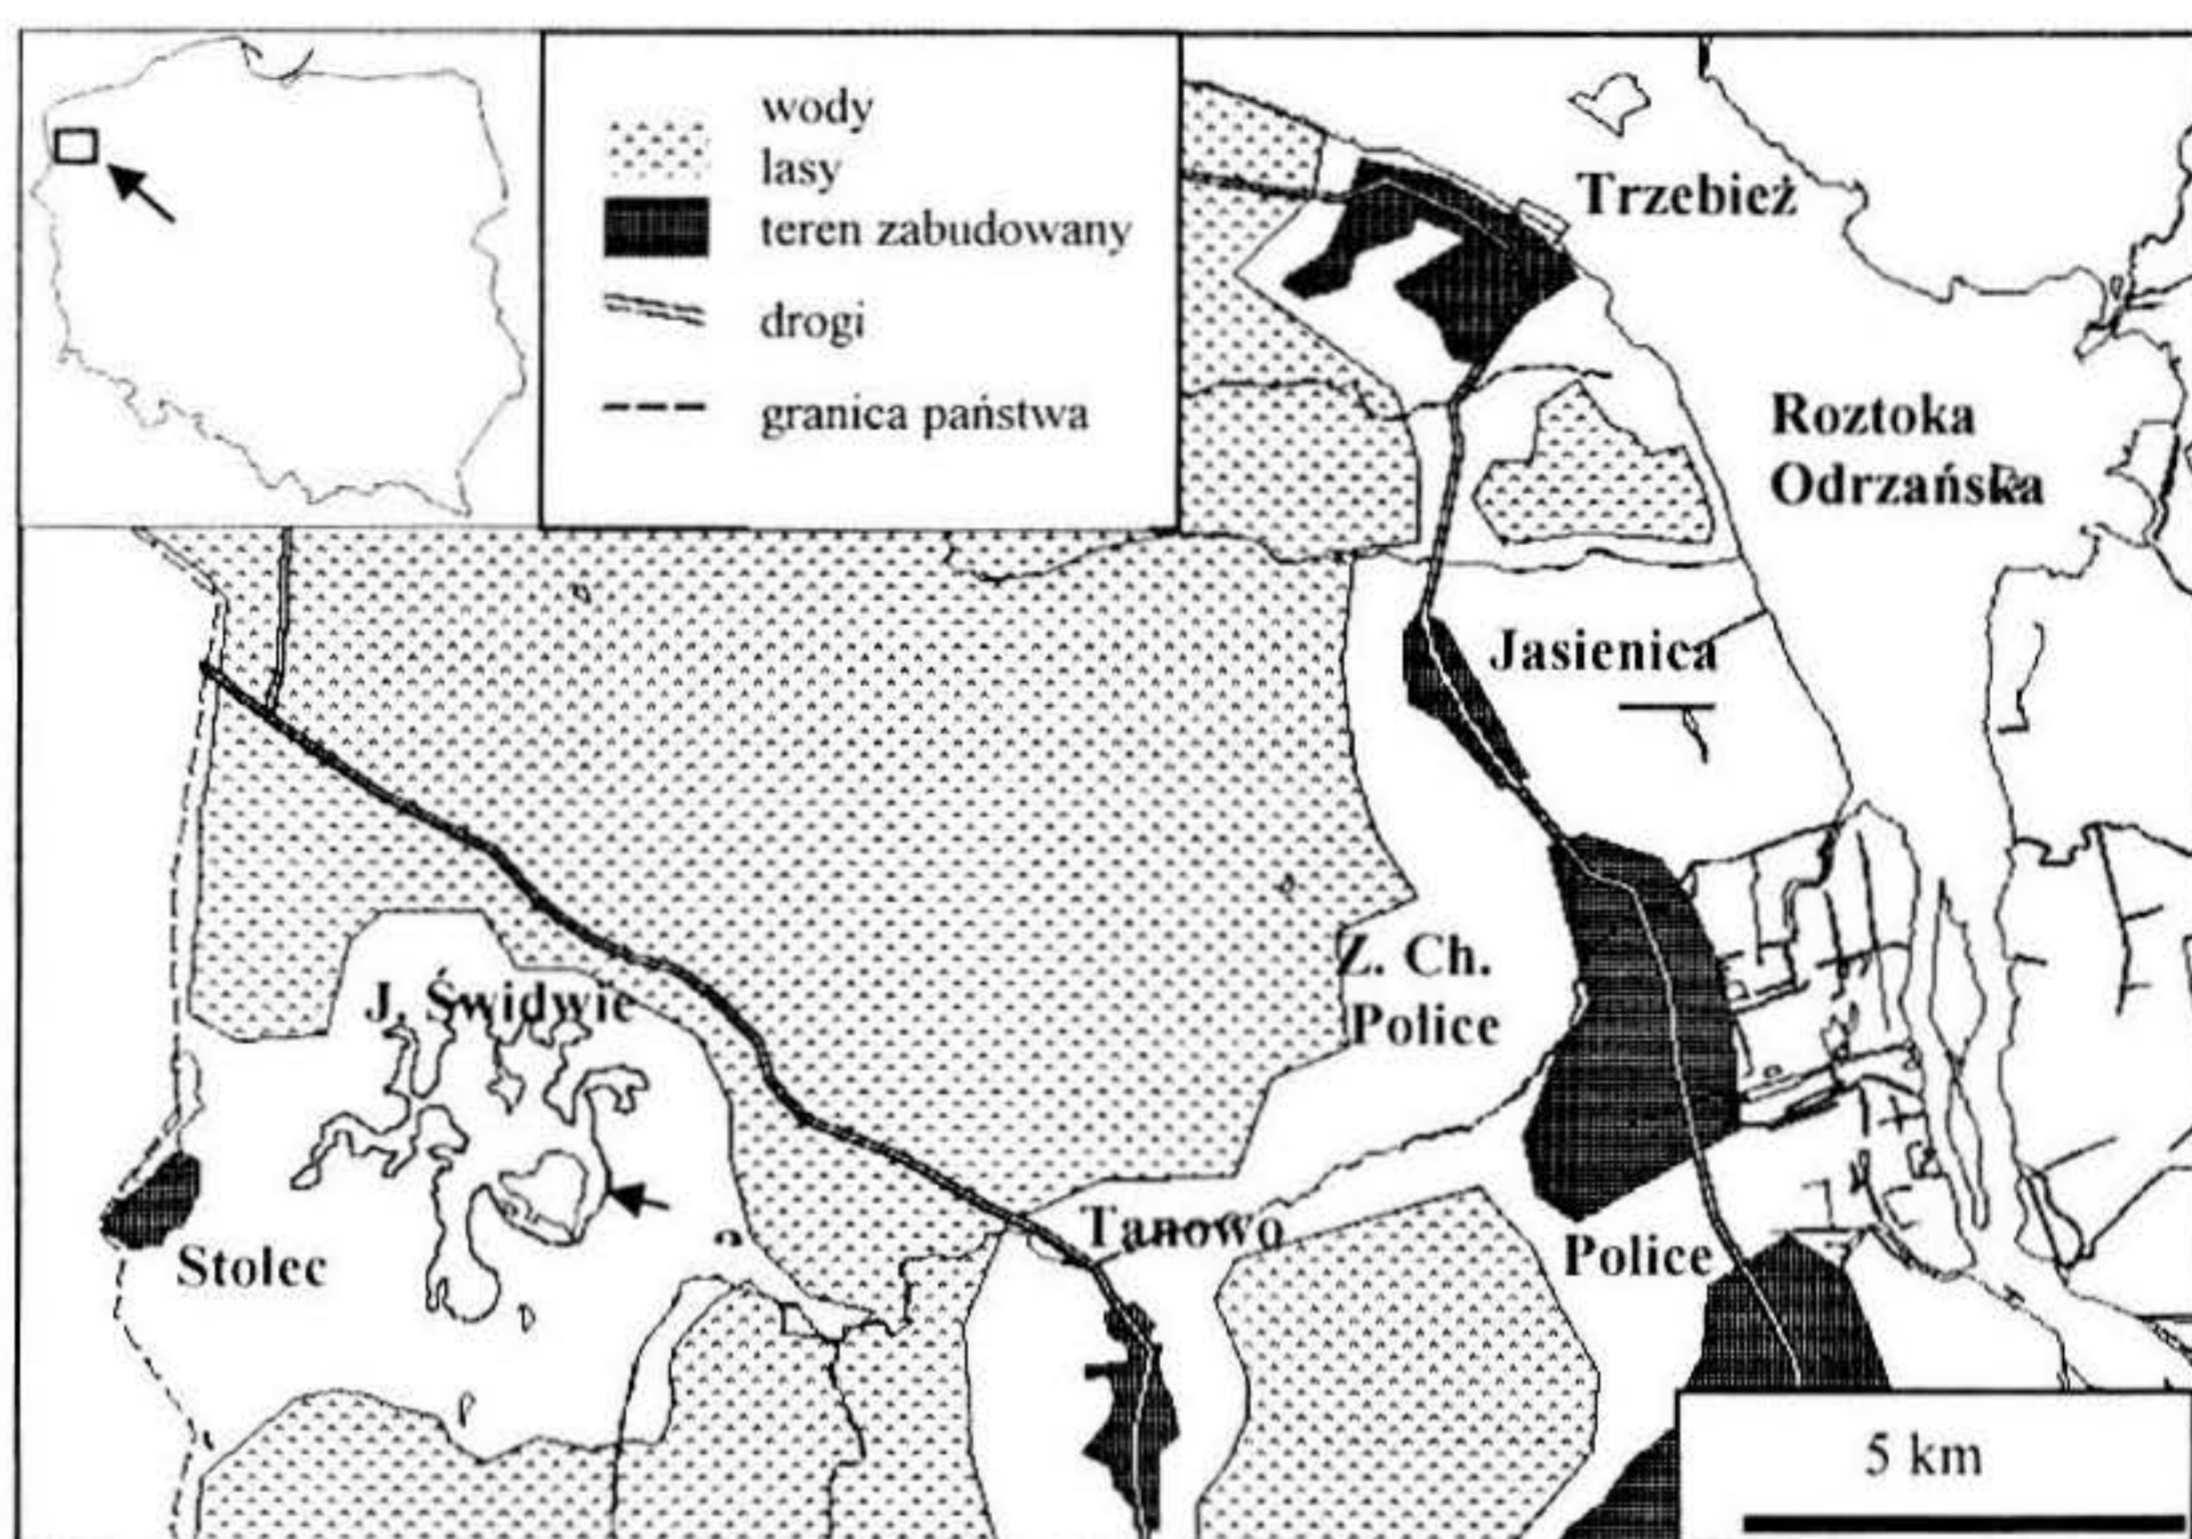 wody
lasy
teren zabudowany
drogi
granica państwa
Trzebież
Roztoka
Odrzańska
Jasienica
Z. Ch.
Police
J. Świdwie
Tanowo
Stolec
Police
5 km